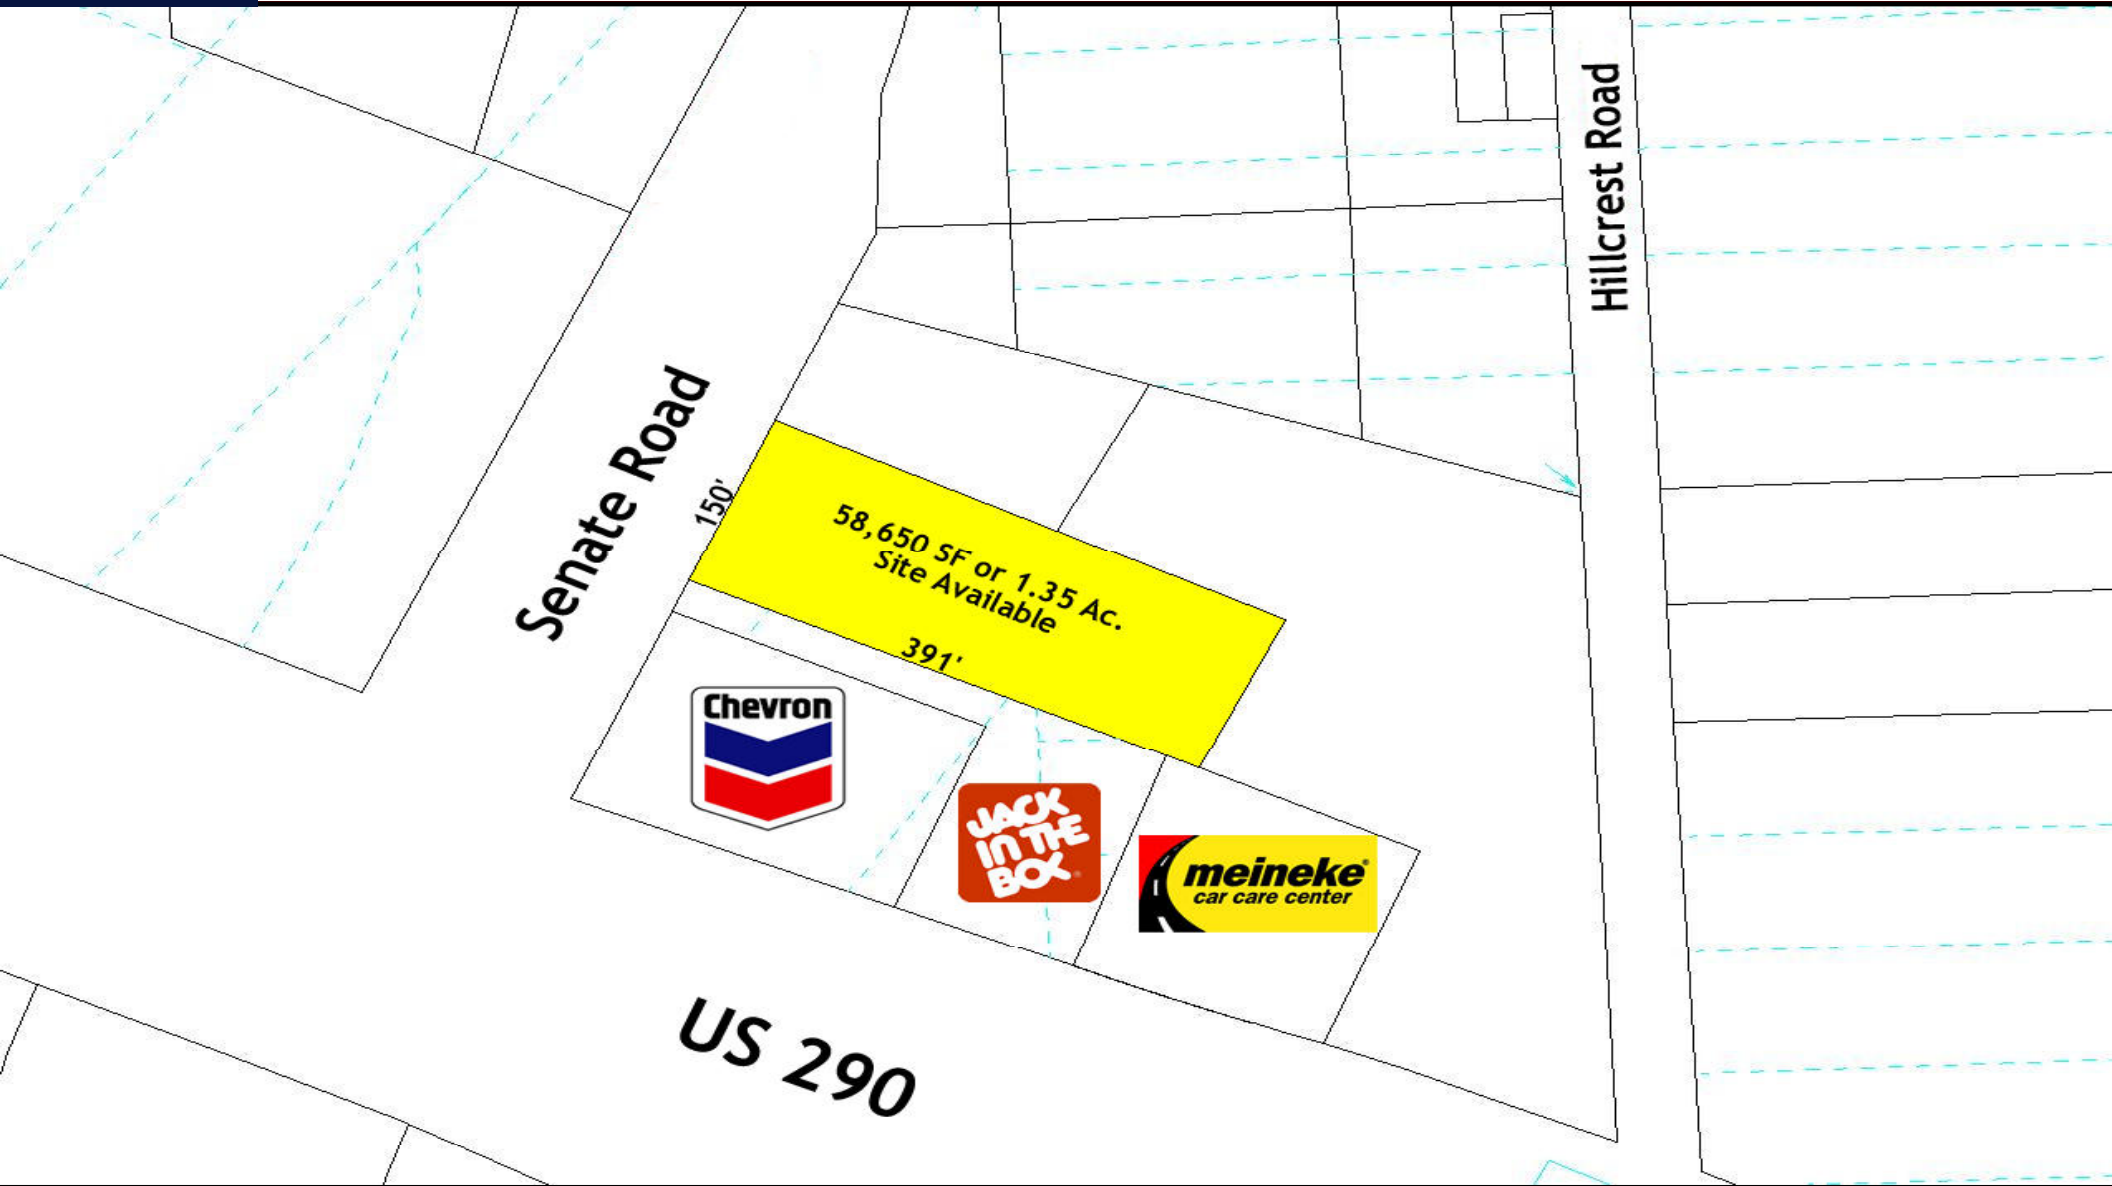 Hillcrest Road
Senate Road
150'
58,650 SF or 1.35 Ac.
Site Available
391'
Chevron
JACK
IN THE
BOX
meineke
car care center
US 290